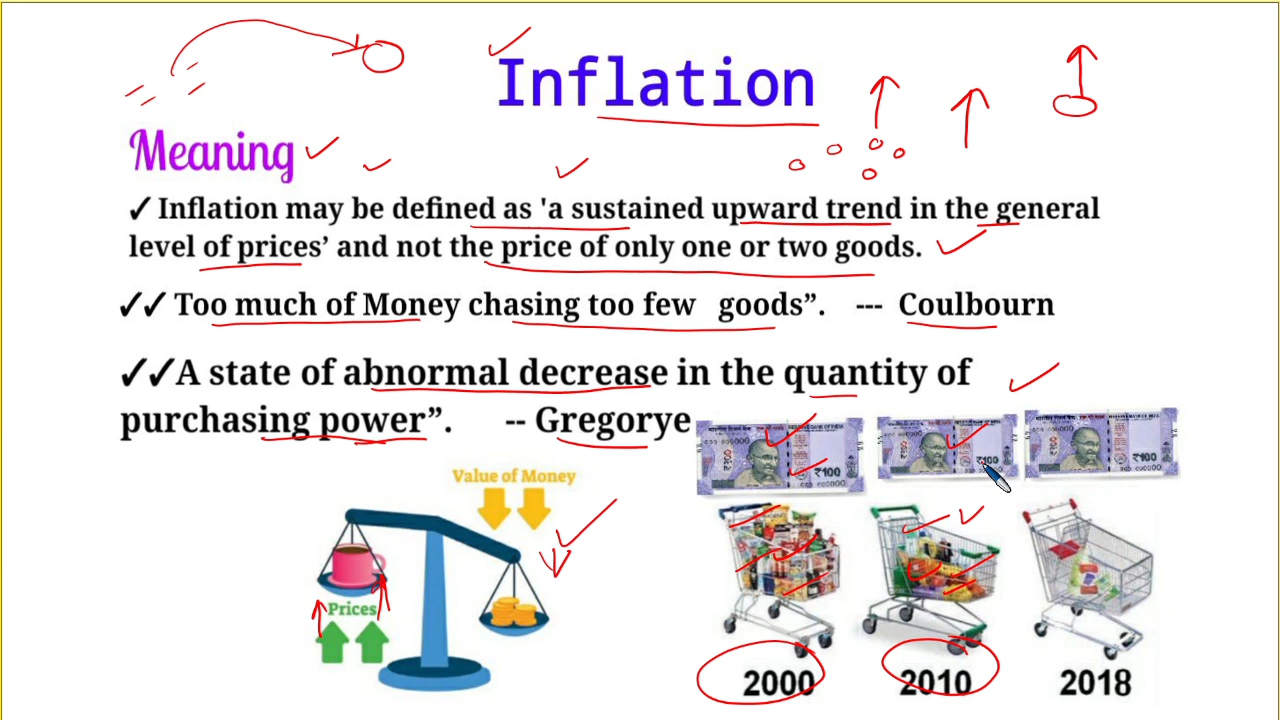 Inflation
Meaning
✓ Inflation may be defined as 'a sustained upward trend in the general
level of prices’ and not the price of only one or two goods.
✓✓ Too much of Money chasing too few goods”. --- Coulbourn
✓✓A state of abnormal decrease in the quantity of
purchasing power”. -- Gregorye
₹100 ₹100 ₹100
Value of Money
Prices
2000 2010 2018